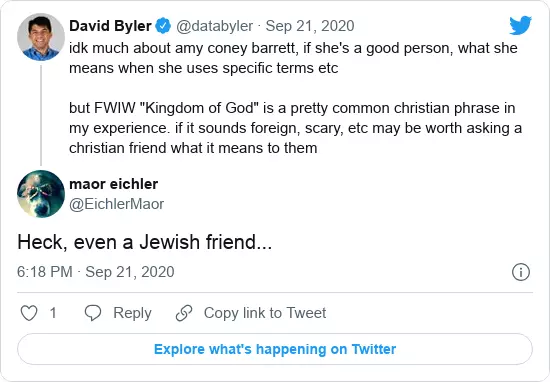 David Byler @databyler · Sep 21, 2020
idk much about amy coney barrett, if she's a good person, what she
means when she uses specific terms etc
but FWIW "Kingdom of God" is a pretty common christian phrase in
my experience. if it sounds foreign, scary, etc may be worth asking a
christian friend what it means to them
maor eichler
@EichlerMaor
Heck, even a Jewish friend...
6:18 PM · Sep 21, 2020
1 Reply Copy link to Tweet
Explore what's happening on Twitter